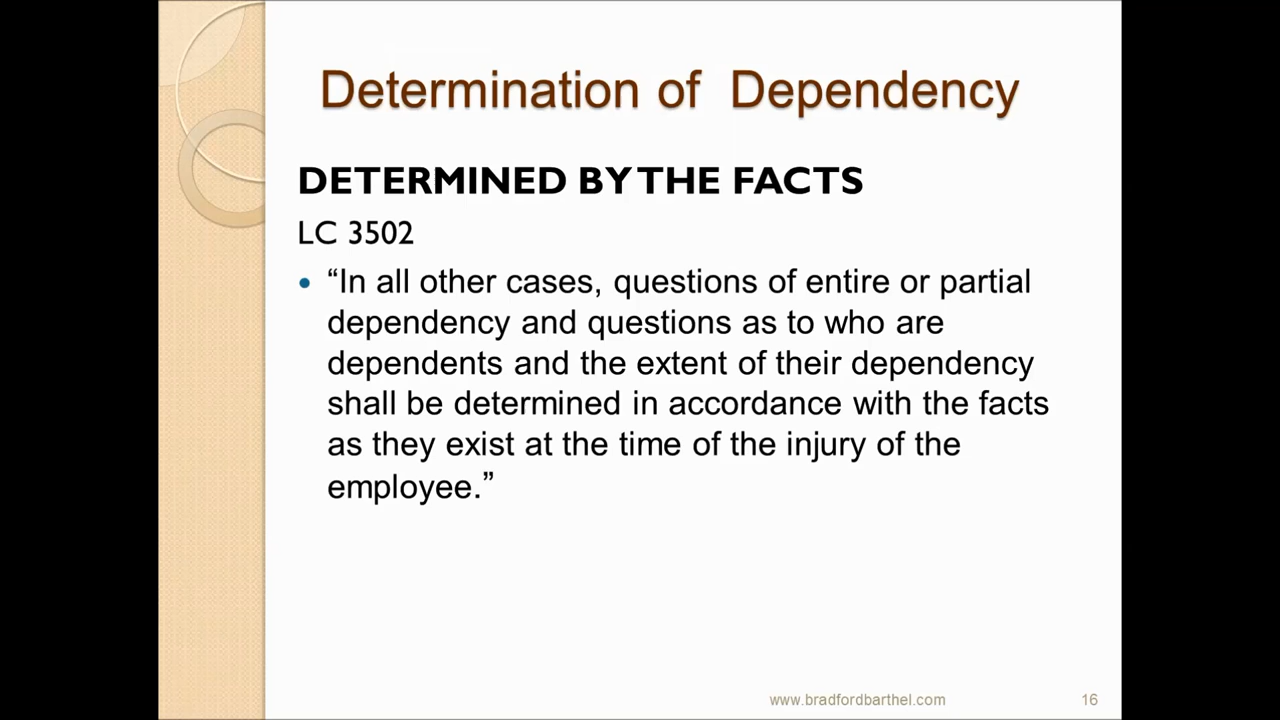 Determination of Dependency
DETERMINED BY THE FACTS
LC 3502
• “In all other cases, questions of entire or partial
dependency and questions as to who are
dependents and the extent of their dependency
shall be determined in accordance with the facts
as they exist at the time of the injury of the
employee.”
www.bradfordbarthel.com 16